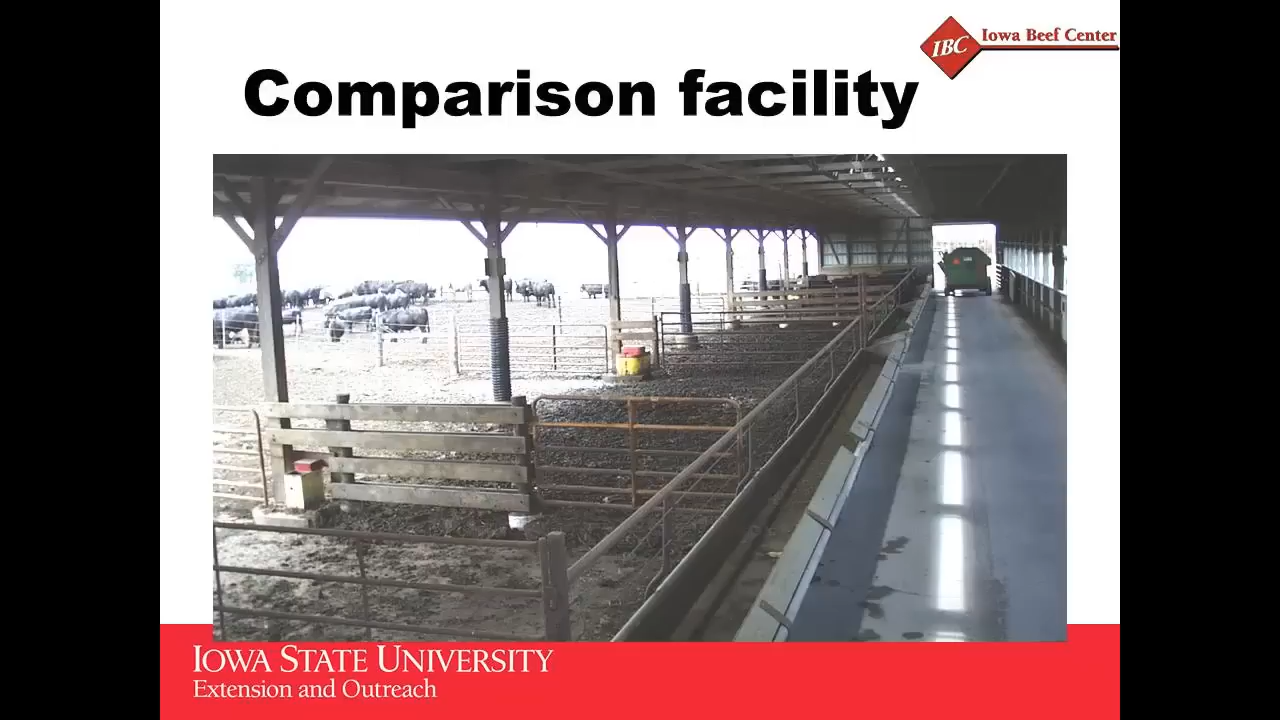 IBC Iowa Beef Center
Comparison facility
IOWA STATE UNIVERSITY
Extension and Outreach